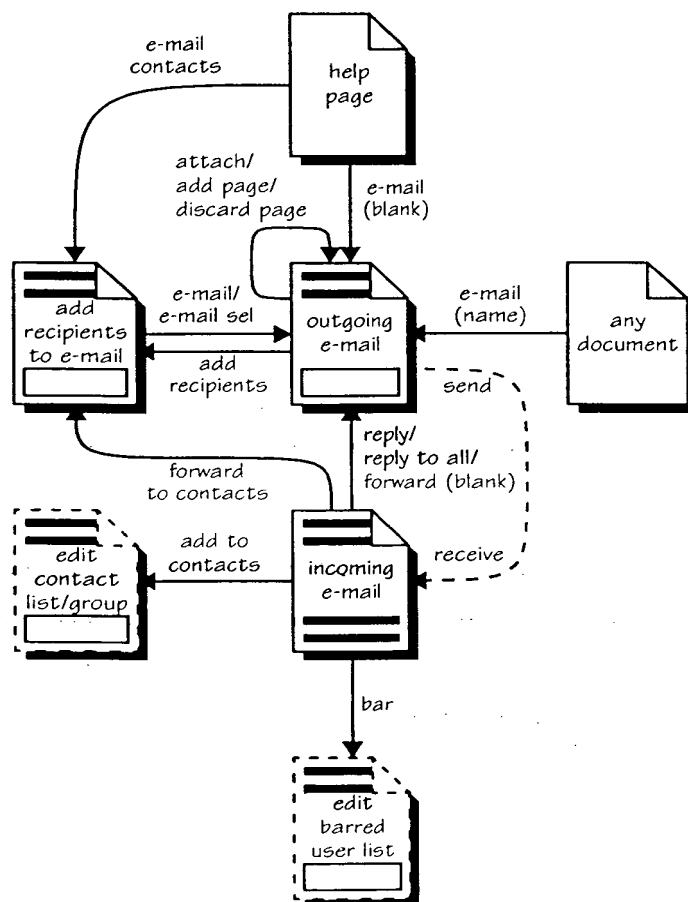 e-mail
contacts
help
page
attach/
add page/
discard page
e-mail
(blank)
add
recipients
to e-mail
e-mail/
e-mail sel
add
recipients
outgoing
e-mail
e-mail
(name)
any
document
send
forward
to contacts
reply/
reply to all/
forward (blank)
edit
contact
list/group
add to
contacts
incoming
e-mail
receive
bar
edit
barred
user list